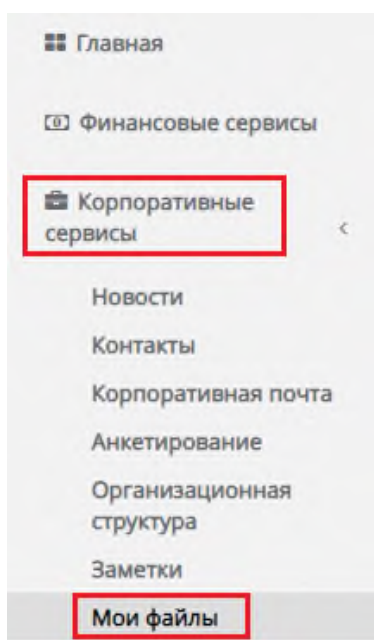 Главная
Финансовые сервисы
Корпоративные
сервисы
Новости
Контакты
Корпоративная почта
Анкетирование
Организационная
структура
Заметки
Мои файлы